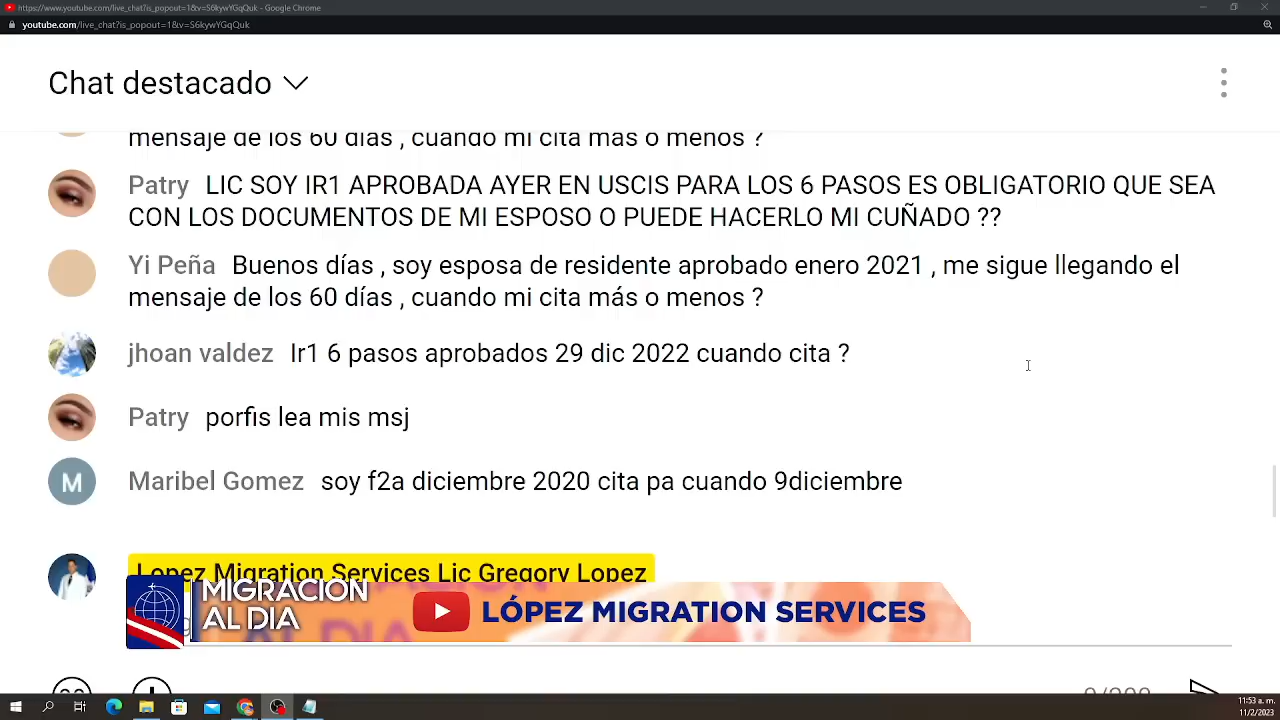 https://www.youtube.com/live_chat?is_popout=1&v=S6kywYGqQuk - Google Chrome
youtube.com/live_chat?is_popout=1&v=S6kywYGqQuk
Chat destacado
mensaje de los 60 días , cuando mi cita más o menos ?
Patry LIC SOY IR1 APROBADA AYER EN USCIS PARA LOS 6 PASOS ES OBLIGATORIO QUE SEA
CON LOS DOCUMENTOS DE MI ESPOSO O PUEDE HACERLO MI CUÑADO ??
Yi Peña Buenos días , soy esposa de residente aprobado enero 2021 , me sigue llegando el
mensaje de los 60 días , cuando mi cita más o menos ?
jhoan valdez Ir1 6 pasos aprobados 29 dic 2022 cuando cita ?
Patry porfis lea mis msj
M
Maribel Gomez soy f2a diciembre 2020 cita pa cuando 9diciembre
Lopez Migration Services Lic Gregory Lopez
MIGRACIÓN
AL DIA
LÓPEZ MIGRATION SERVICES
0/200
11:53 a. m.
11/2/2023